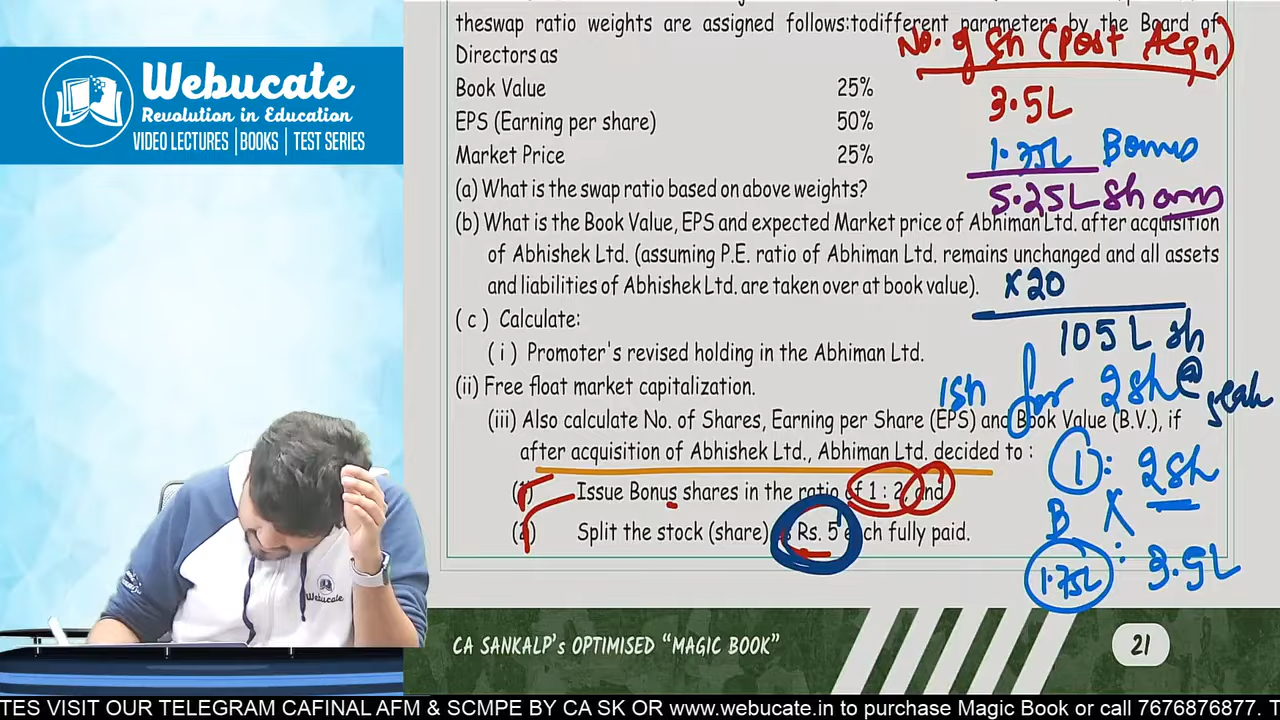 Webucate
Revolution in Education
VIDEO LECTURES | BOOKS | TEST SERIES
theswap ratio weights are assigned follows:todifferent parameters by the Board of
Directors as
Book Value 25%
EPS (Earning per share) 50%
Market Price 25%
(a) What is the swap ratio based on above weights?
(b) What is the Book Value, EPS and expected Market price of Abhiman Ltd. after acquisition
of Abhishek Ltd. (assuming P.E. ratio of Abhiman Ltd. remains unchanged and all assets
and liabilities of Abhishek Ltd. are taken over at book value).
( c ) Calculate:
( i ) Promoter's revised holding in the Abhiman Ltd.
(ii) Free float market capitalization.
(iii) Also calculate No. of Shares, Earning per Share (EPS) and Book Value (B.V.), if
after acquisition of Abhishek Ltd., Abhiman Ltd. decided to :
(1) Issue Bonus shares in the ratio of 1 : 2; and
(2) Split the stock (share) Rs. 5 each fully paid.
No. of Sh (Post Acq'n)
3.5L
1.75L Bonus
5.25L Sh
x 20
105 L sh
1sh for 2sh @
1 : 2sh
B X
1.75L : 3.5L
Webucate
CA SANKALP's OPTIMISED “MAGIC BOOK”
21
TES VISIT OUR TELEGRAM CAFINAL AFM & SCMPE BY CA SK OR www.webucate.in to purchase Magic Book or call 7676876877. T